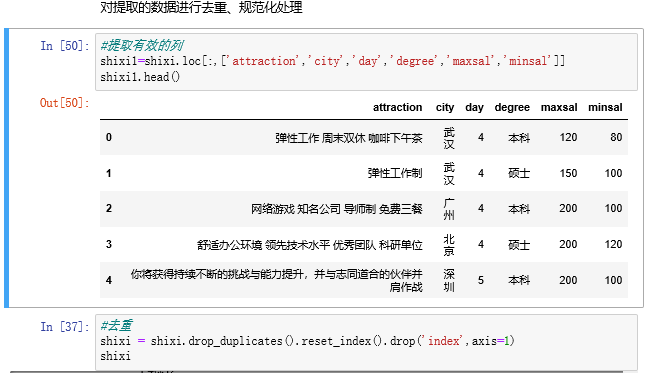 对提取的数据进行去重、规范化处理
In [50]:
#提取有效的列
shixi1=shixi.loc[:,['attraction','city','day','degree','maxsal','minsal']]
shixi1.head()
Out[50]:
attraction city day degree maxsal minsal
0 弹性工作 周末双休 咖啡下午茶 武汉 4 本科 120 80
1 弹性工作制 武汉 4 硕士 150 100
2 网络游戏 知名公司 导师制 免费三餐 广州 4 本科 200 100
3 舒适办公环境 领先技术水平 优秀团队 科研单位 北京 4 硕士 200 120
4 你将获得持续不断的挑战与能力提升，并与志同道合的伙伴并
肩作战 深圳 5 本科 200 100
In [37]:
#去重
shixi = shixi.drop_duplicates().reset_index().drop('index',axis=1)
shixi